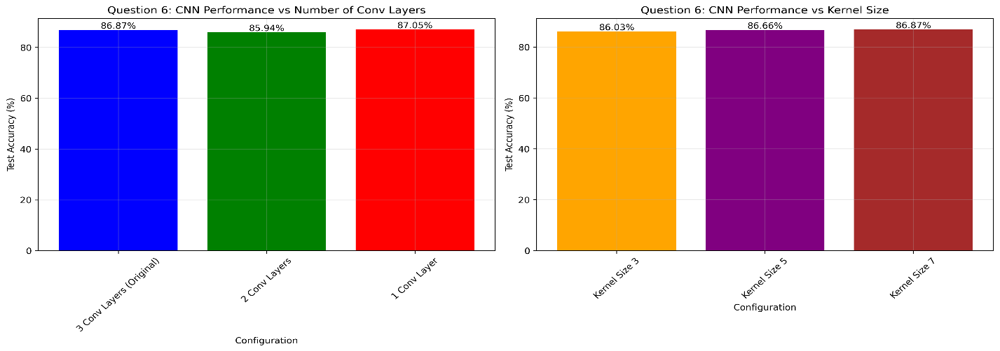 Question 6: CNN Performance vs Number of Conv Layers
86.87%
85.94%
87.05%
80
60
40
20
0
Test Accuracy (%)
3 Conv Layers (Original)
2 Conv Layers
1 Conv Layer
Configuration
Question 6: CNN Performance vs Kernel Size
86.03%
86.66%
86.87%
80
60
40
20
0
Test Accuracy (%)
Kernel Size 3
Kernel Size 5
Kernel Size 7
Configuration